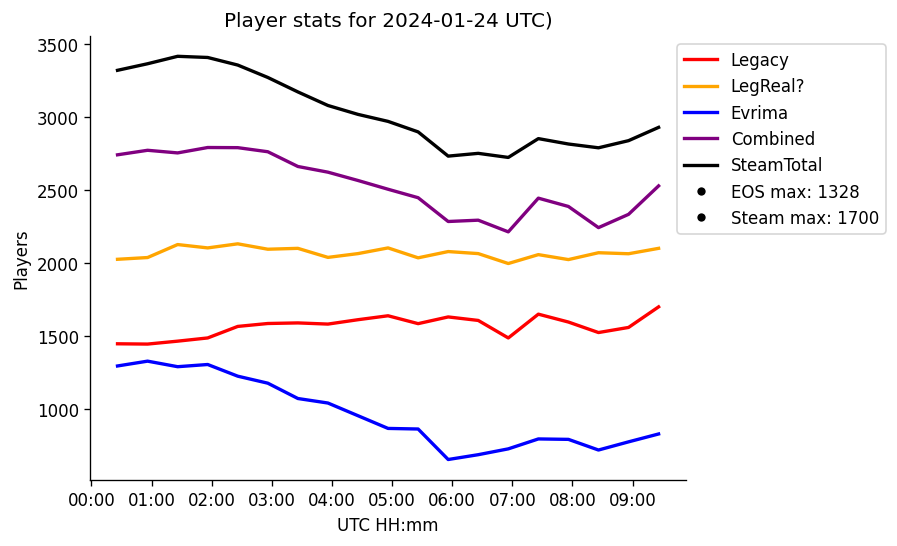 Player stats for 2024-01-24 UTC)
3500
3000
2500
2000
1500
1000
Players
00:00 01:00 02:00 03:00 04:00 05:00 06:00 07:00 08:00 09:00
UTC HH:mm
Legacy
LegReal?
Evrima
Combined
SteamTotal
EOS max: 1328
Steam max: 1700